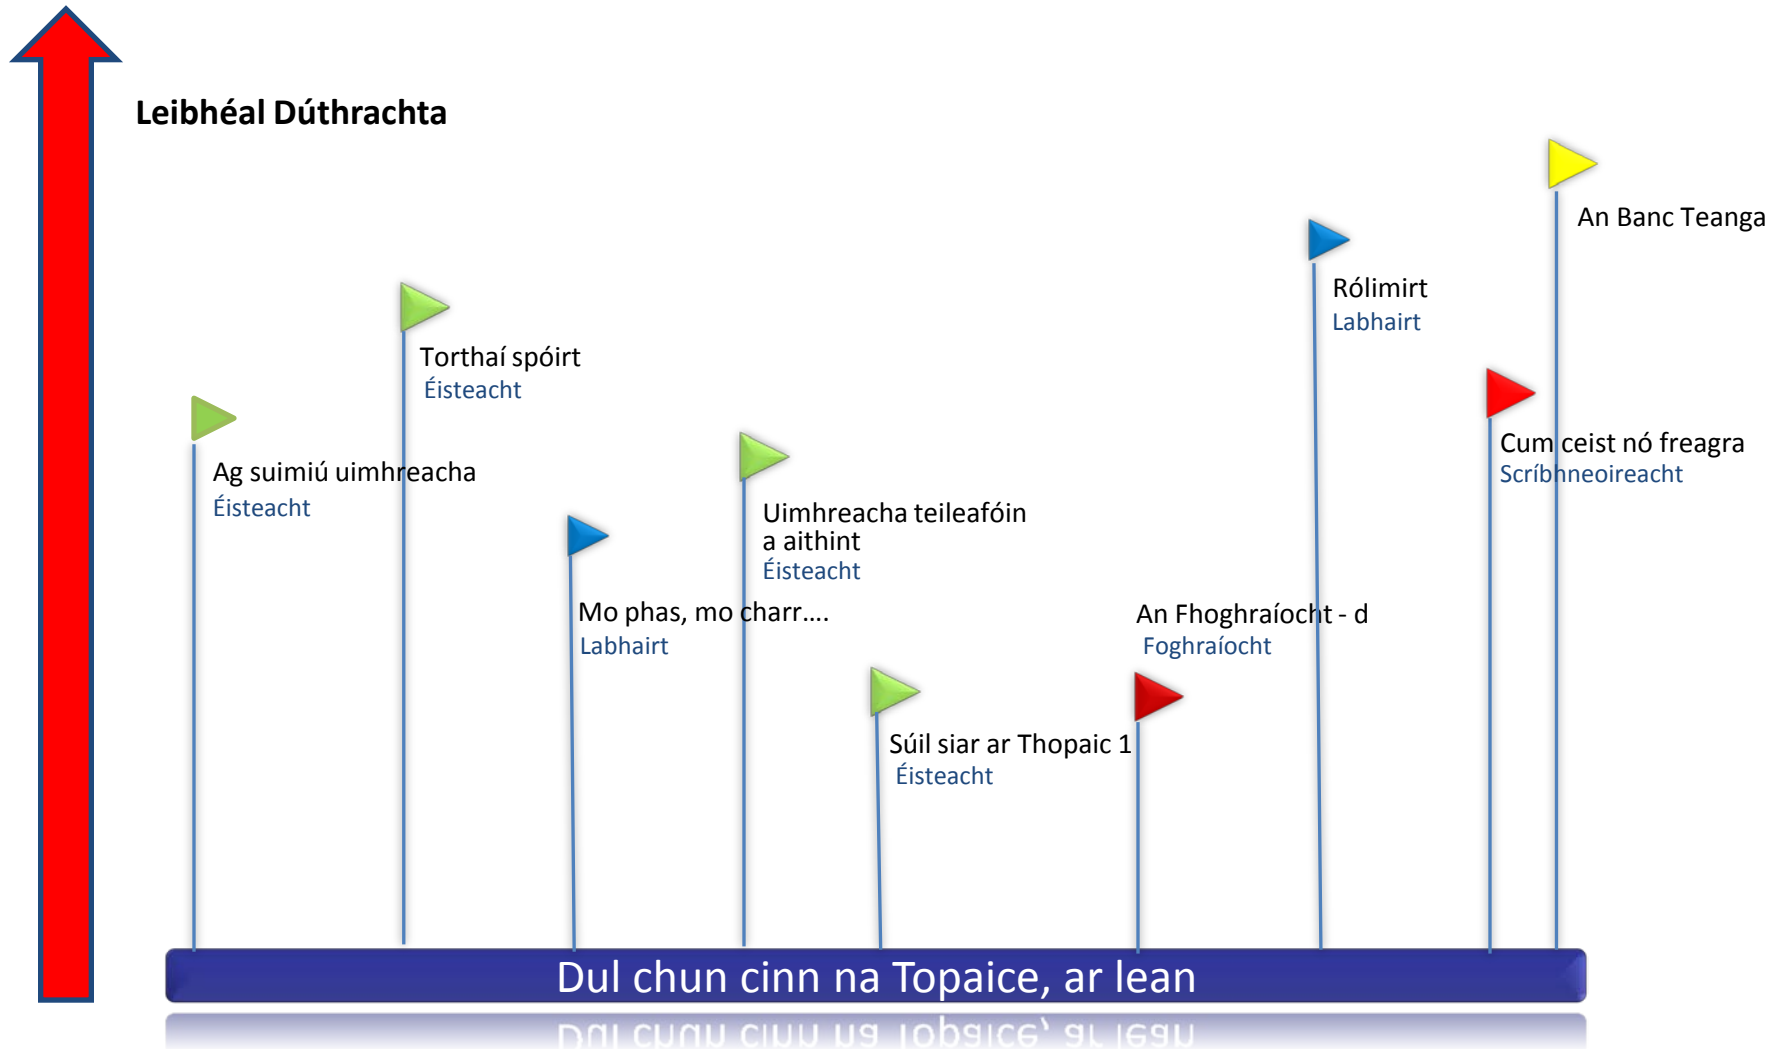 Leibhéal Dúthrachta
An Banc Teanga
Rólimirt
Labhairt
Torthaí spóirt
Éisteacht
Cum ceist nó freagra
Scríbhneoireacht
Ag suimiú uimhreacha
Éisteacht
Uimhreacha teileafóin
a aithint
Éisteacht
Mo phas, mo charr....
Labhairt
An Fhoghraíocht - d
Foghraíocht
Súil siar ar Thopaic 1
Éisteacht
Dul chun cinn na Topaice, ar lean